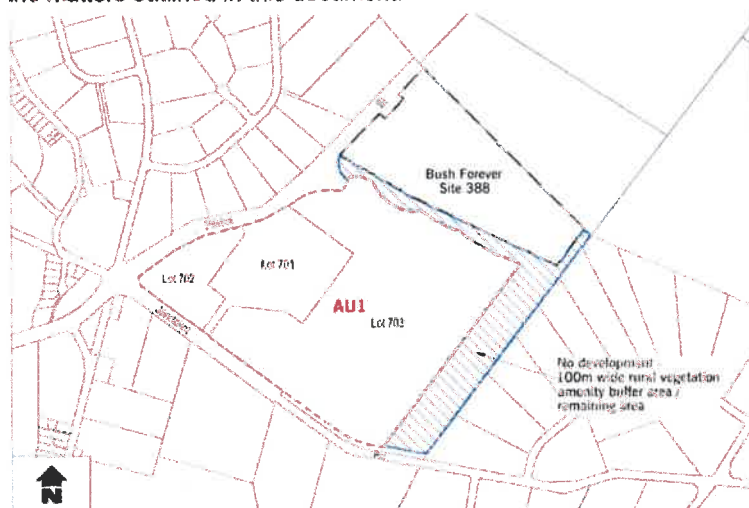 Bush Forever
Site 388
Lot 701
Lot 702
AU1
Lot 703
No development
100m wide rural vegetation
amenity buffer area /
remaining area
N